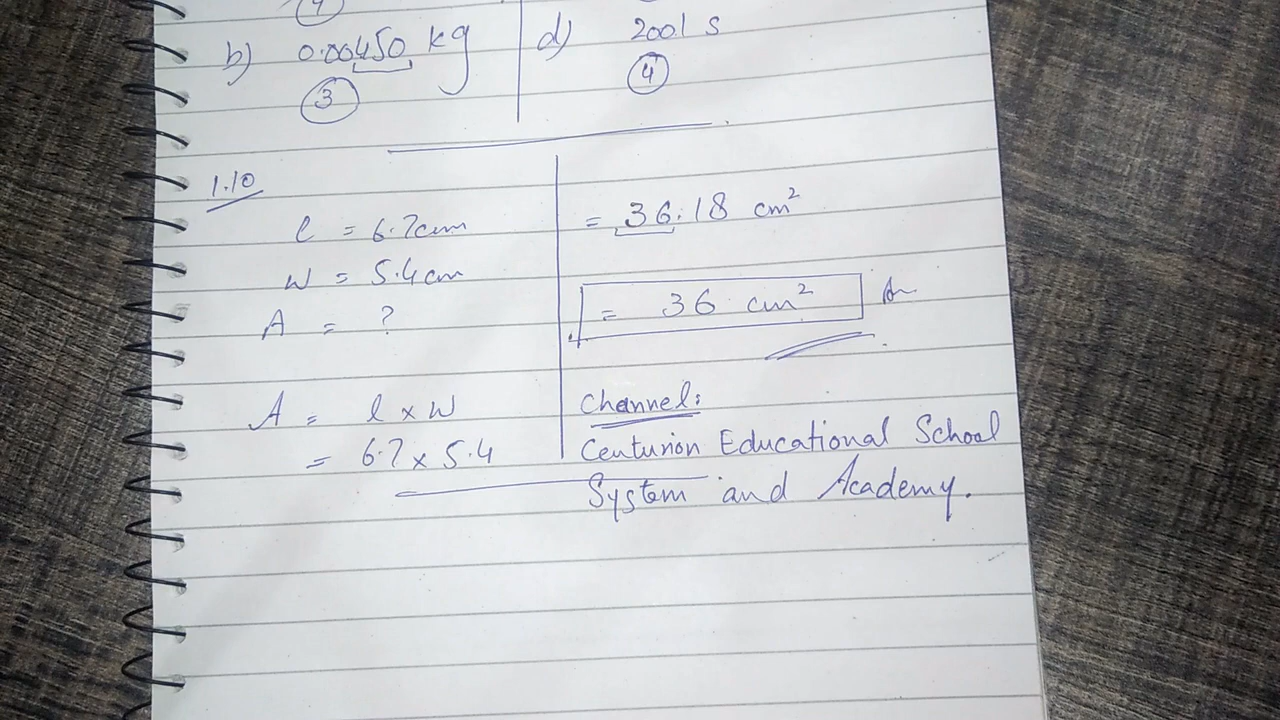 b) 0.00450 kg
3
d) 2001 s
4
1.10
l = 6.7cm
w = 5.4cm
A = ?
A = l × w
= 6.7 × 5.4
= 36.18 cm²
= 36 cm²
Channel:
Centurion Educational School
System and Academy.